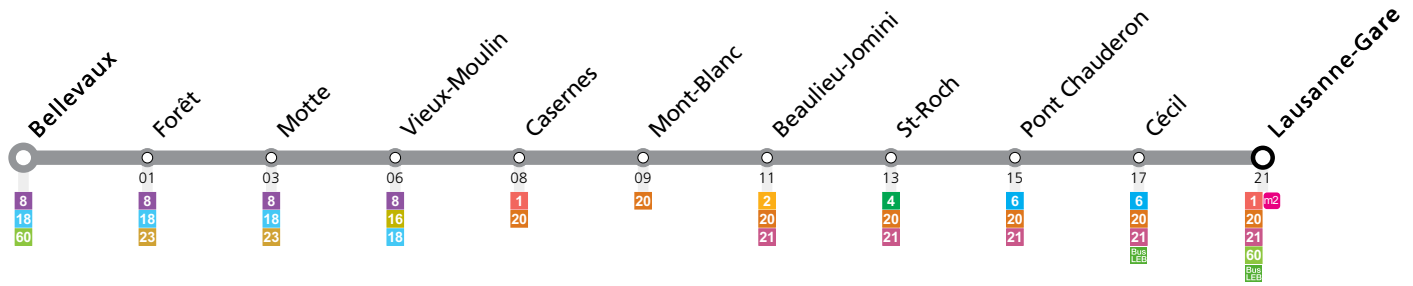 Bellevaux
Forêt
Motte
Vieux-Moulin
Casernes
Mont-Blanc
Beaulieu-Jomini
St-Roch
Pont Chauderon
Cécil
Lausanne-Gare
01 03 06 08 09 11 13 15 17 21
8 8 8 8 1 20 2 4 6 6 1 m2
18 18 18 16 20 20 20 20 20 20
60 23 23 18 21 21 21 21 21
Bus LEB 60
Bus LEB